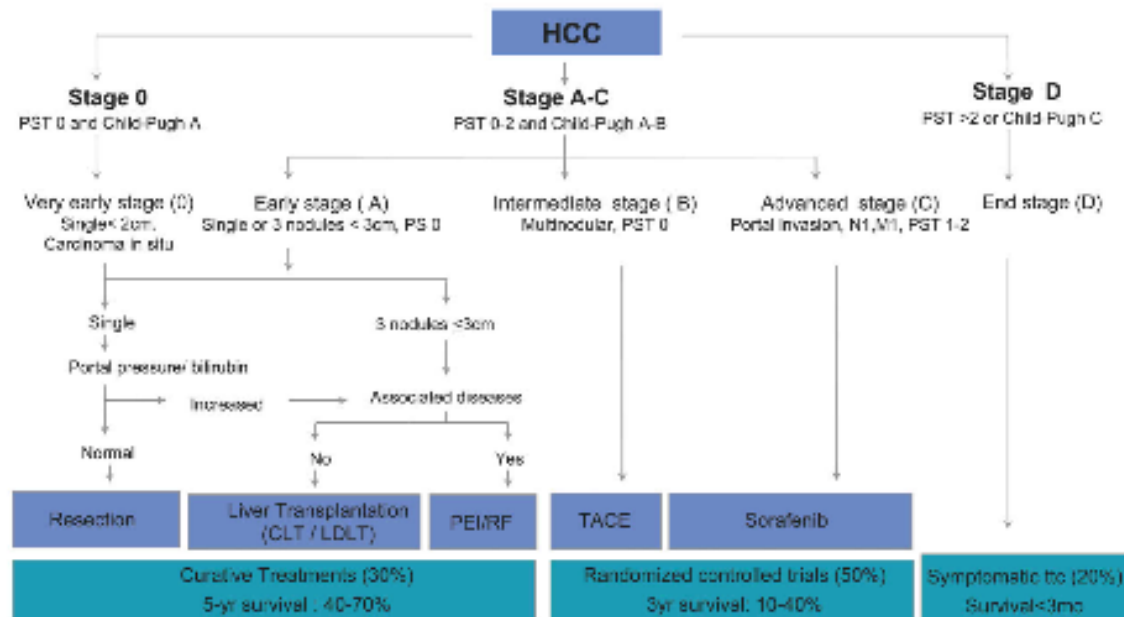 HCC
Stage 0
PST 0 and Child-Pugh A
Stage A-C
PST 0-2 and Child-Pugh A-B
Stage D
PST >2 or Child-Pugh C
Very early stage (0)
Single< 2cm,
Carcinoma in situ
Early stage ( A)
Single or 3 nodules < 3cm, PS 0
Intermediate stage ( B)
Multinodular, PST 0
Advanced stage (C)
Portal invasion, N1,M1, PST 1-2
End stage (D)
Single
3 nodules <3cm
Portal pressure/ bilirubin
Increased
Associated diseases
Normal
No
Yes
Resection
Liver Transplantation
(CLT / LDLT)
PEI/RF
TACE
Sorafenib
Curative Treatments (30%)
5-yr survival : 40-70%
Randomized controlled trials (50%)
3yr survival: 10-40%
Symptomatic ttc (20%)
Survival<3mo